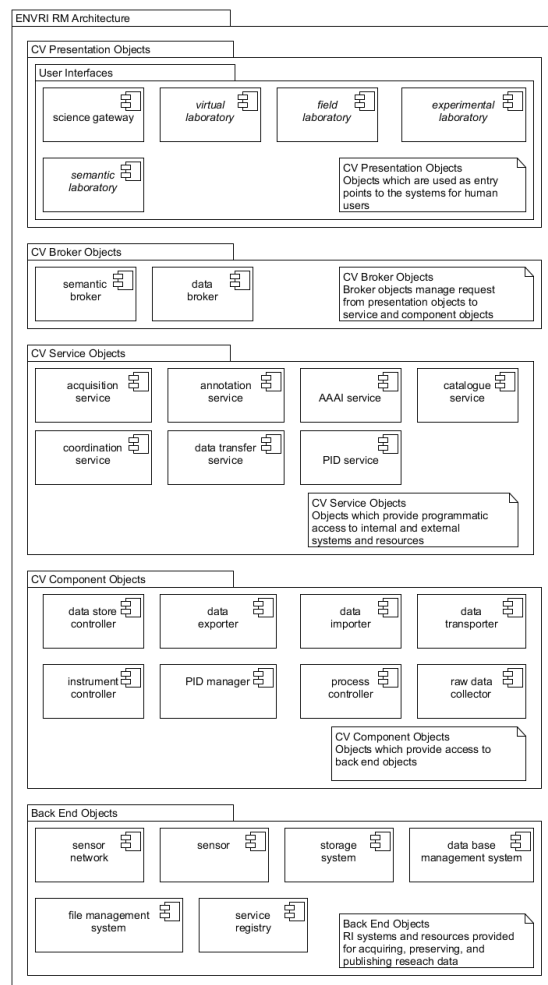 ENVRI RM Architecture
CV Presentation Objects
User Interfaces
science gateway
virtual
laboratory
field
laboratory
experimental
laboratory
semantic
laboratory
CV Presentation Objects
Objects which are used as entry
points to the systems for human
users
CV Broker Objects
semantic
broker
data
broker
CV Broker Objects
Broker objects manage request
from presentation objects to
service and component objects
CV Service Objects
acquisition
service
annotation
service
AAAI service
catalogue
service
coordination
service
data transfer
service
PID service
CV Service Objects
Objects which provide programmatic
access to internal and external
systems and resources
CV Component Objects
data store
controller
data
exporter
data
importer
data
transporter
instrument
controller
PID manager
process
controller
raw data
collector
CV Component Objects
Objects which provide access to
back end objects
Back End Objects
sensor
network
sensor
storage
system
data base
management system
file management
system
service
registry
Back End Objects
RI systems and resources provided
for acquiring, preserving, and
publishing reseach data